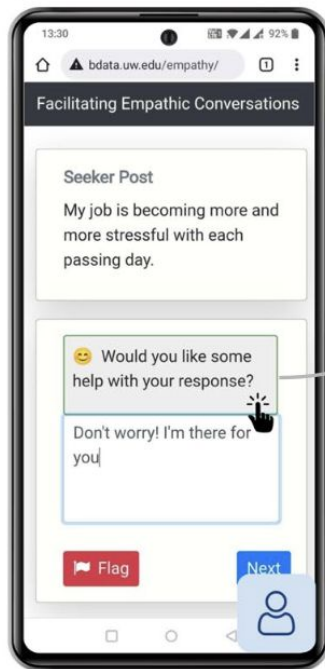 13:30
92%
bdata.uw.edu/empathy/
1
Facilitating Empathic Conversations
Seeker Post
My job is becoming more and
more stressful with each
passing day.
Would you like some
help with your response?
Don't worry! I'm there for
you
Flag
Next